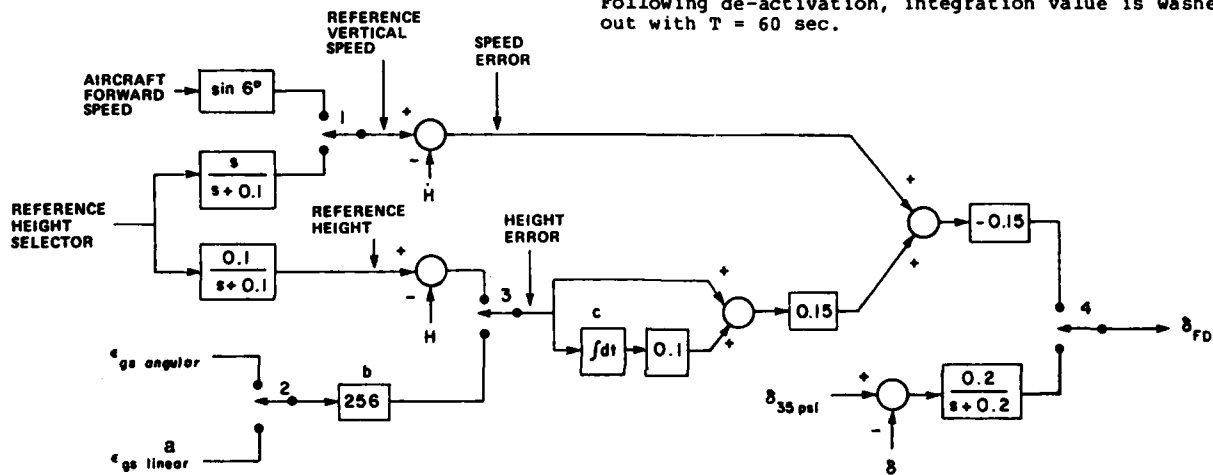 Following de-activation, integration value is washe
out with T = 60 sec.
REFERENCE
VERTICAL
SPEED
SPEED
ERROR
AIRCRAFT
FORWARD
SPEED
sin 6°
1
+
-
Ḣ
s
s + 0.1
REFERENCE
HEIGHT
SELECTOR
REFERENCE
HEIGHT
HEIGHT
ERROR
0.1
s + 0.1
+
-
H
3
c
∫dt
0.1
+
+
0.15
+
+
-0.15
4
δFD
ϵgs angular
2
b
256
a
ϵgs linear
δ35 psi
+
-
δ
0.2
s + 0.2